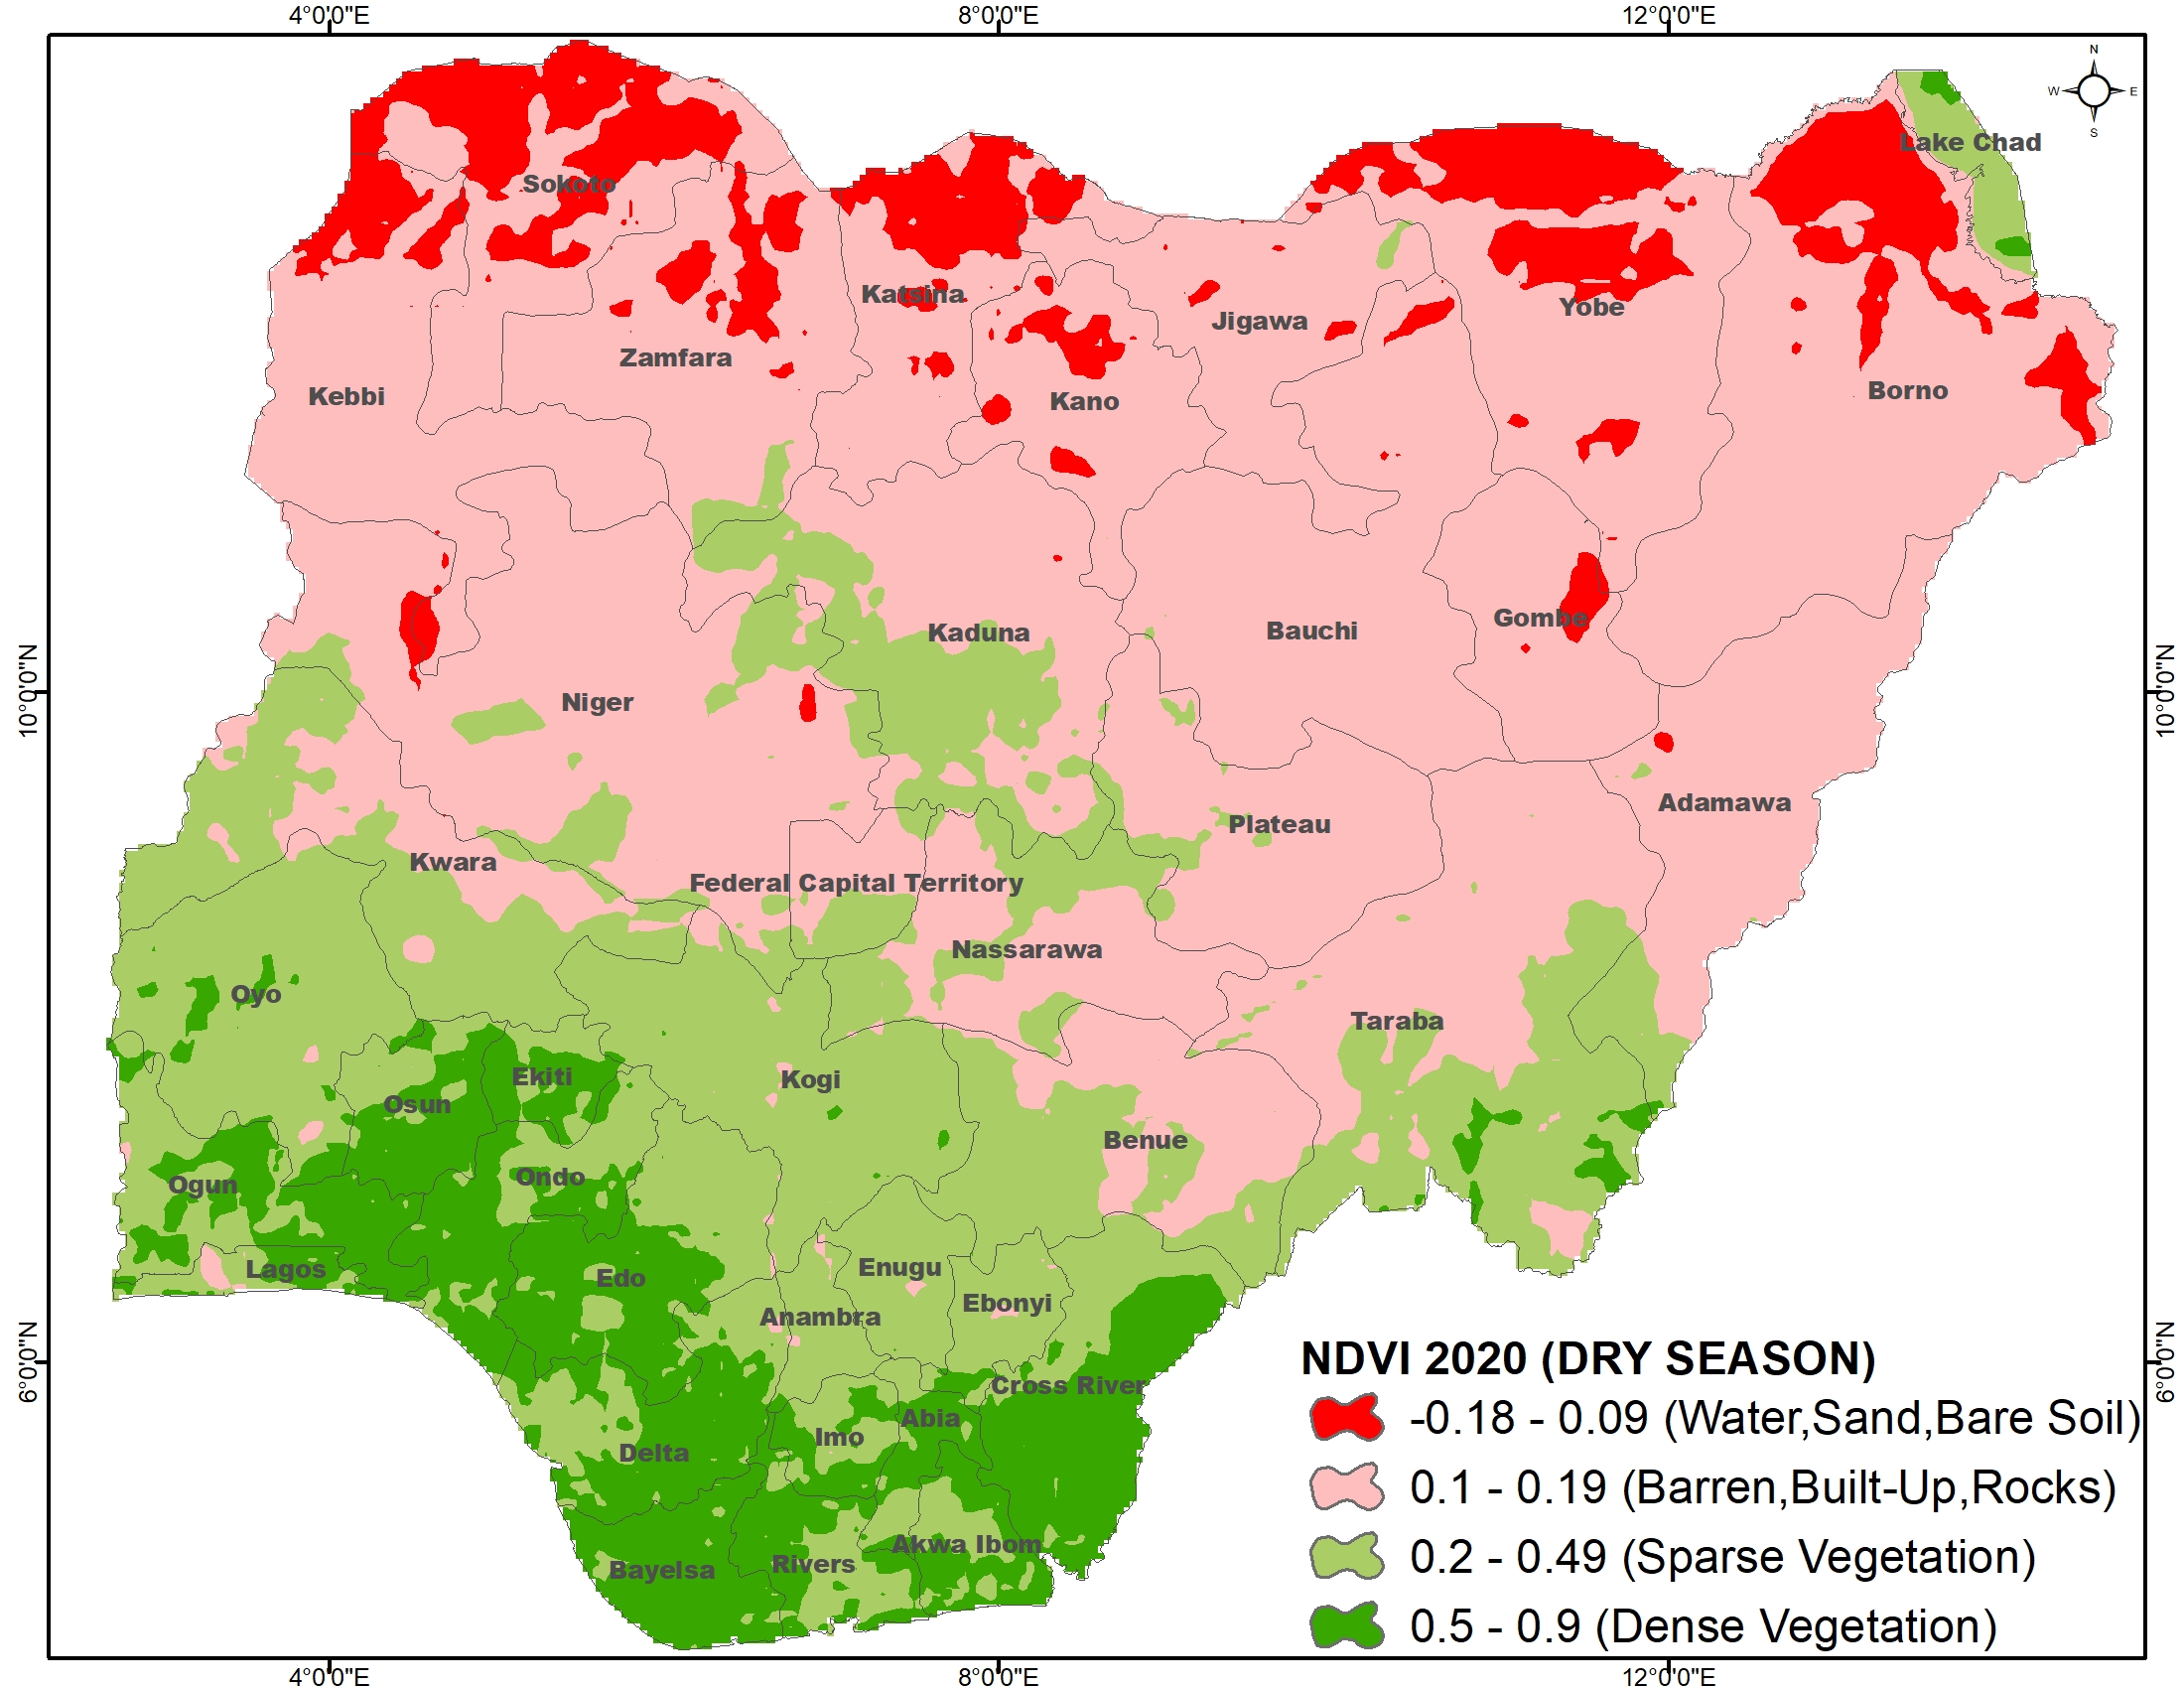 4°0'0"E
8°0'0"E
12°0'0"E
N
W
E
S
Lake Chad
Sokoto
Katsina
Yobe
Jigawa
Zamfara
Borno
Kebbi
Kano
Gombe
Bauchi
Kaduna
10°0'0"N
10°0'0"N
Niger
Adamawa
Plateau
Kwara
Federal Capital Territory
Nassarawa
Oyo
Taraba
Ekiti
Kogi
Osun
Benue
Ondo
Ogun
Enugu
Lagos
Edo
Ebonyi
Anambra
6°0'0"N
6°0'0"N
Cross River
Abia
Imo
Delta
Akwa Ibom
Rivers
Bayelsa
NDVI 2020 (DRY SEASON)
-0.18 - 0.09 (Water,Sand,Bare Soil)
0.1 - 0.19 (Barren,Built-Up,Rocks)
0.2 - 0.49 (Sparse Vegetation)
0.5 - 0.9 (Dense Vegetation)
4°0'0"E
8°0'0"E
12°0'0"E